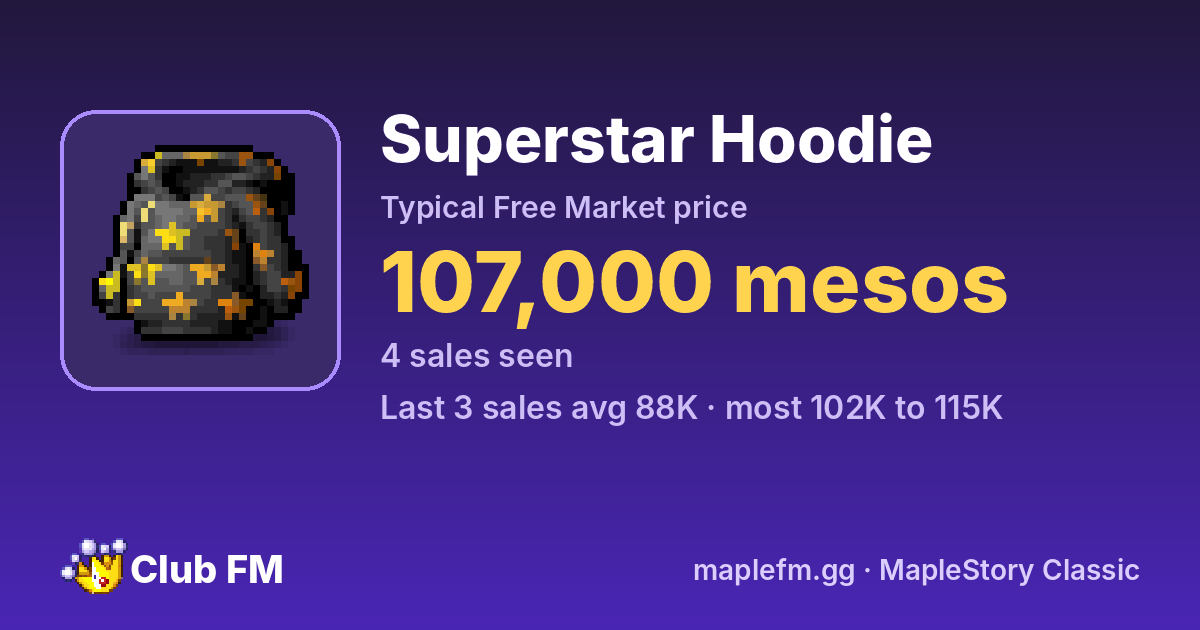 Superstar Hoodie
Typical Free Market price
107,000 mesos
4 sales seen
Last 3 sales avg 88K · most 102K to 115K
Club FM
maplefm.gg · MapleStory Classic